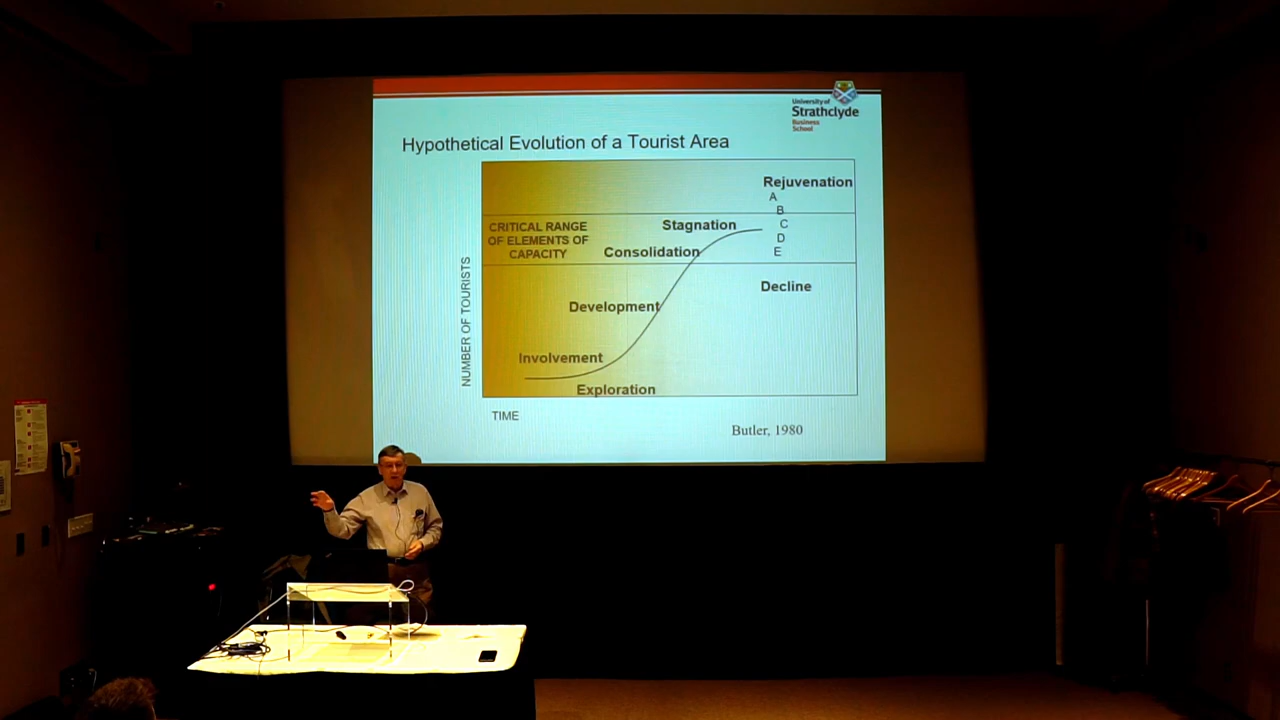 University of
Strathclyde
Business
School
Hypothetical Evolution of a Tourist Area
Rejuvenation
A
B
CRITICAL RANGE
OF ELEMENTS OF
CAPACITY
Stagnation
C
D
Consolidation
E
Decline
Development
Involvement
Exploration
NUMBER OF TOURISTS
TIME
Butler, 1980